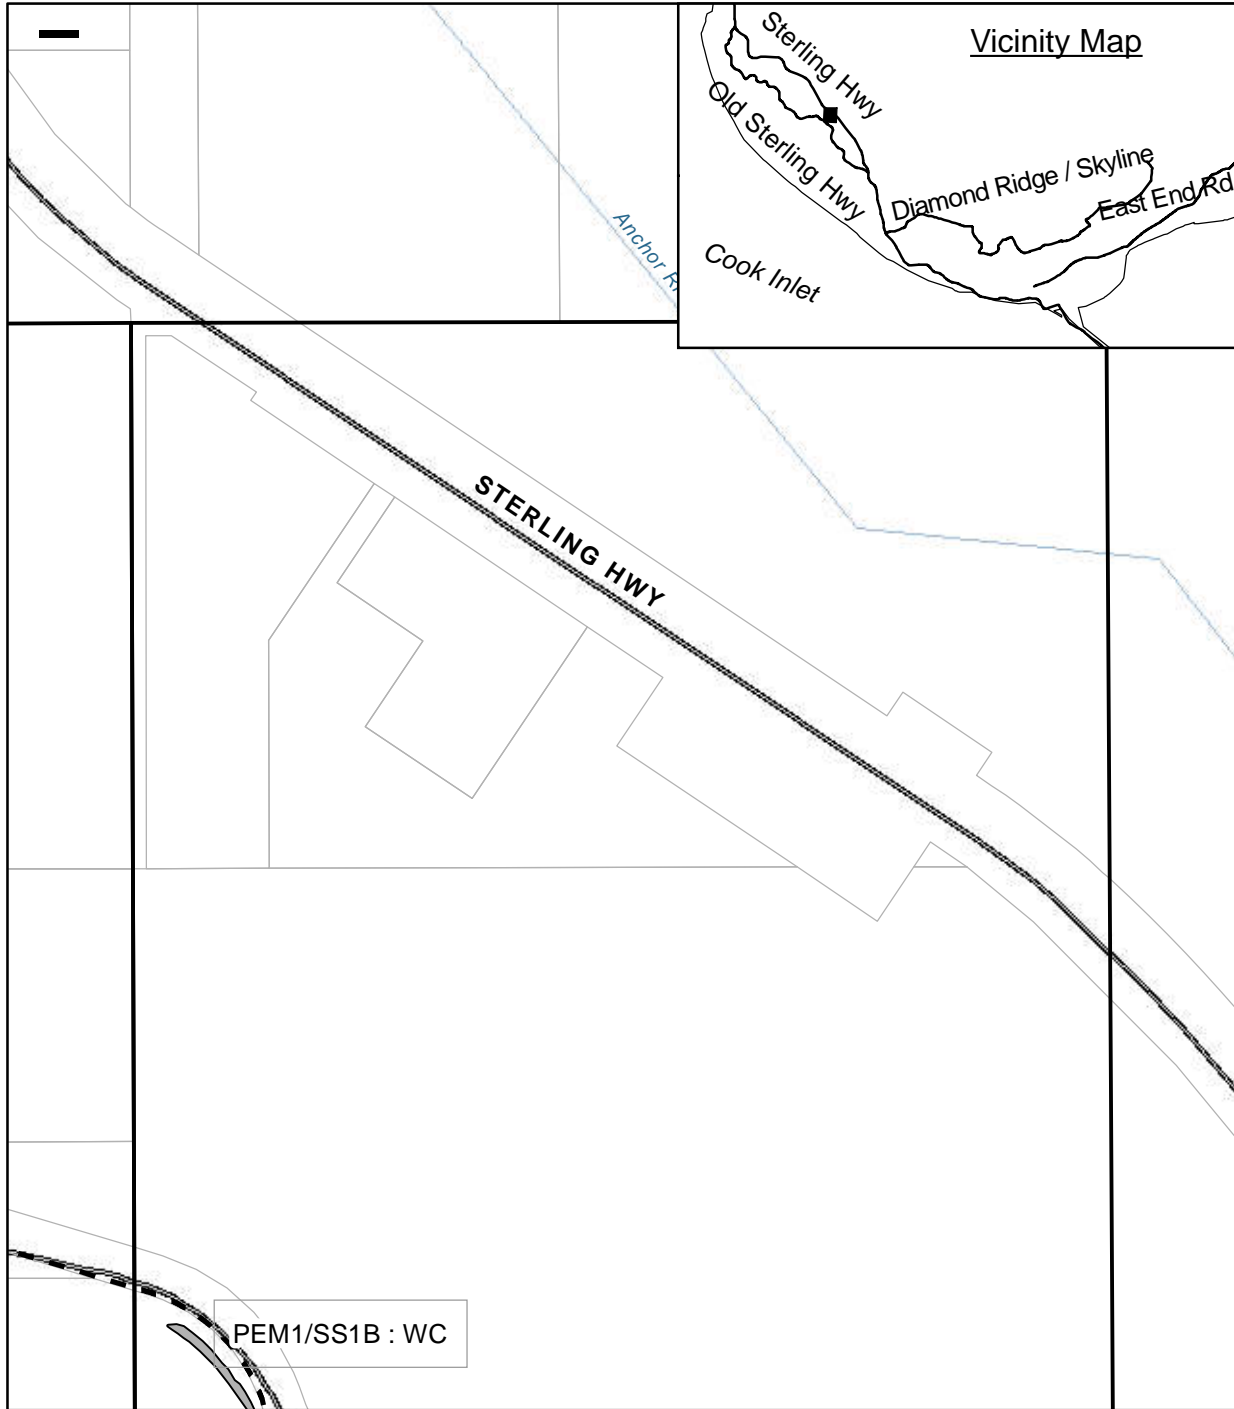 Vicinity Map
Sterling Hwy
Old Sterling Hwy
Diamond Ridge / Skyline
East End Rd
Cook Inlet
Anchor
STERLING HWY
PEM1/SS1B : WC